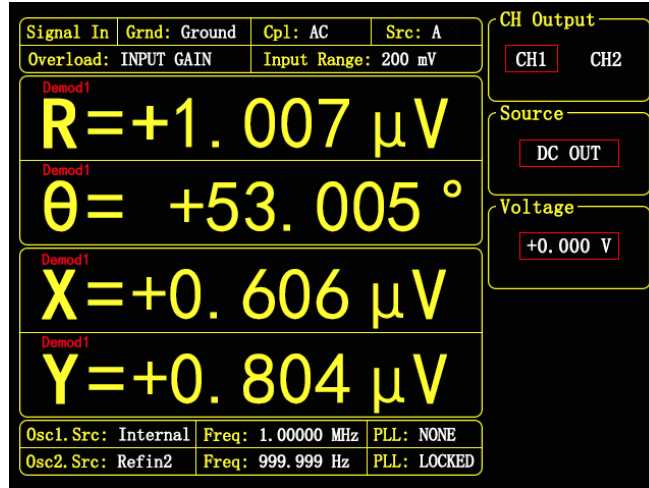 Signal In Grnd: Ground Cpl: AC Src: A
Overload: INPUT GAIN Input Range: 200 mV
Demod1
R=+1.007 μV
Demod1
θ= +53.005 °
Demod1
X=+0.606 μV
Demod1
Y=+0.804 μV
Osc1.Src: Internal Freq: 1.00000 MHz PLL: NONE
Osc2.Src: Refin2 Freq: 999.999 Hz PLL: LOCKED
CH Output
CH1 CH2
Source
DC OUT
Voltage
+0.000 V